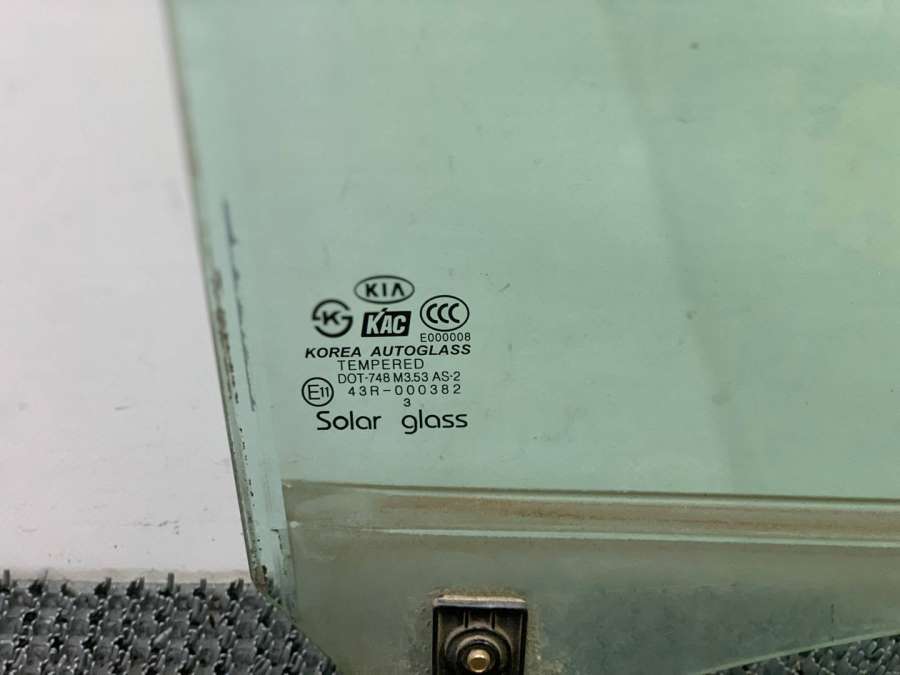 KIA
K KAC CCC
E000008
KOREA AUTOGLASS
TEMPERED
DOT-748 M3.53 AS-2
E11 43R-000382
3
Solar glass